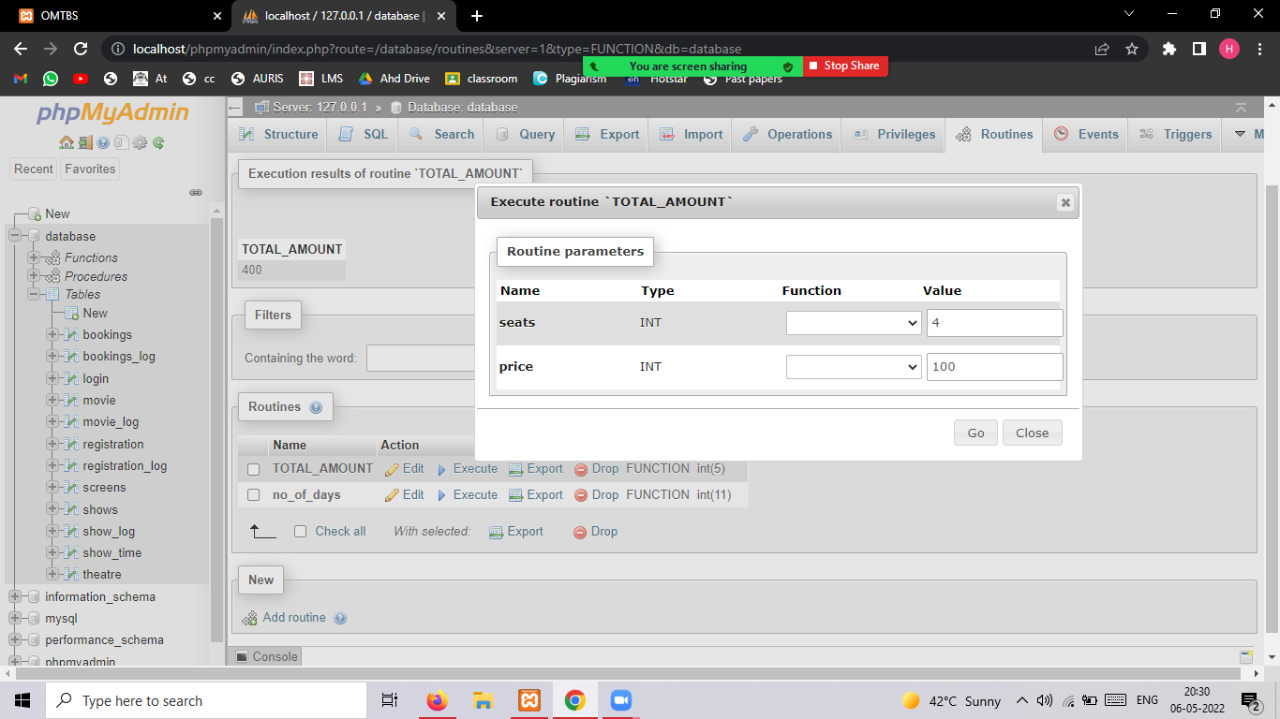 OMTBS
localhost / 127.0.0.1 / database |
localhost/phpmyadmin/index.php?route=/database/routines&server=1&type=FUNCTION&db=database
H
At
cc
AURIS
LMS
Ahd Drive
classroom
Plagiarism
Hotstar
Past papers
You are screen sharing
Stop Share
phpMyAdmin
Recent
Favorites
New
database
Functions
Procedures
Tables
New
bookings
bookings_log
login
movie
movie_log
registration
registration_log
screens
shows
show_log
show_time
theatre
information_schema
mysql
performance_schema
phpmyadmin
Server: 127.0.0.1 » Database: database
Structure
SQL
Search
Query
Export
Import
Operations
Privileges
Routines
Events
Triggers
M
Execution results of routine `TOTAL_AMOUNT`
TOTAL_AMOUNT
400
Filters
Containing the word:
Routines
Name Action
TOTAL_AMOUNT Edit Execute Export Drop FUNCTION int(5)
no_of_days Edit Execute Export Drop FUNCTION int(11)
Check all With selected: Export Drop
New
Add routine
Console
Execute routine `TOTAL_AMOUNT`
Routine parameters
Name Type Function Value
seats INT 4
price INT 100
Go
Close
Type here to search
42°C Sunny
ENG
20:30
06-05-2022
2